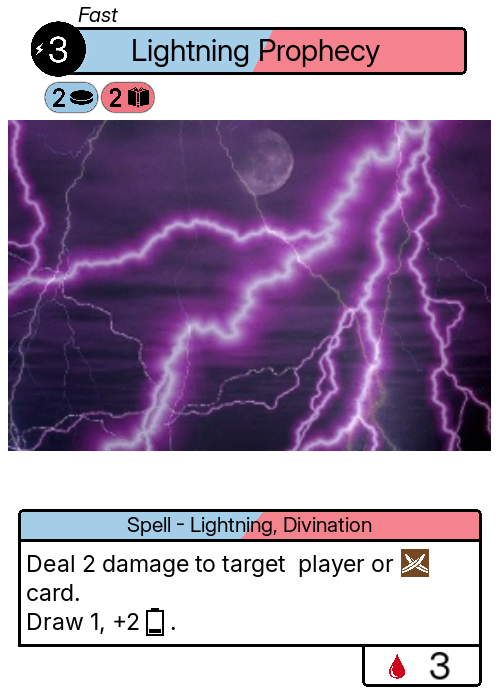 Fast
3
Lightning Prophecy
2 2
Spell - Lightning, Divination
Deal 2 damage to target  player or
card.
Draw 1, +2 .
3